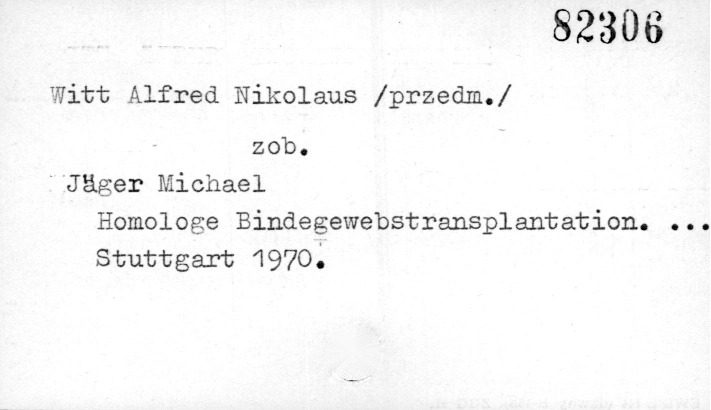 82306
Witt Alfred Nikolaus /przedm./
zob.
Jäger Michael
Homologe Bindegewebstransplantation. ...
Stuttgart 1970.